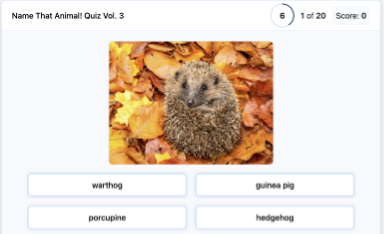 Name That Animal! Quiz Vol. 3 6 1 of 20 Score: 0
warthog guinea pig
porcupine hedgehog